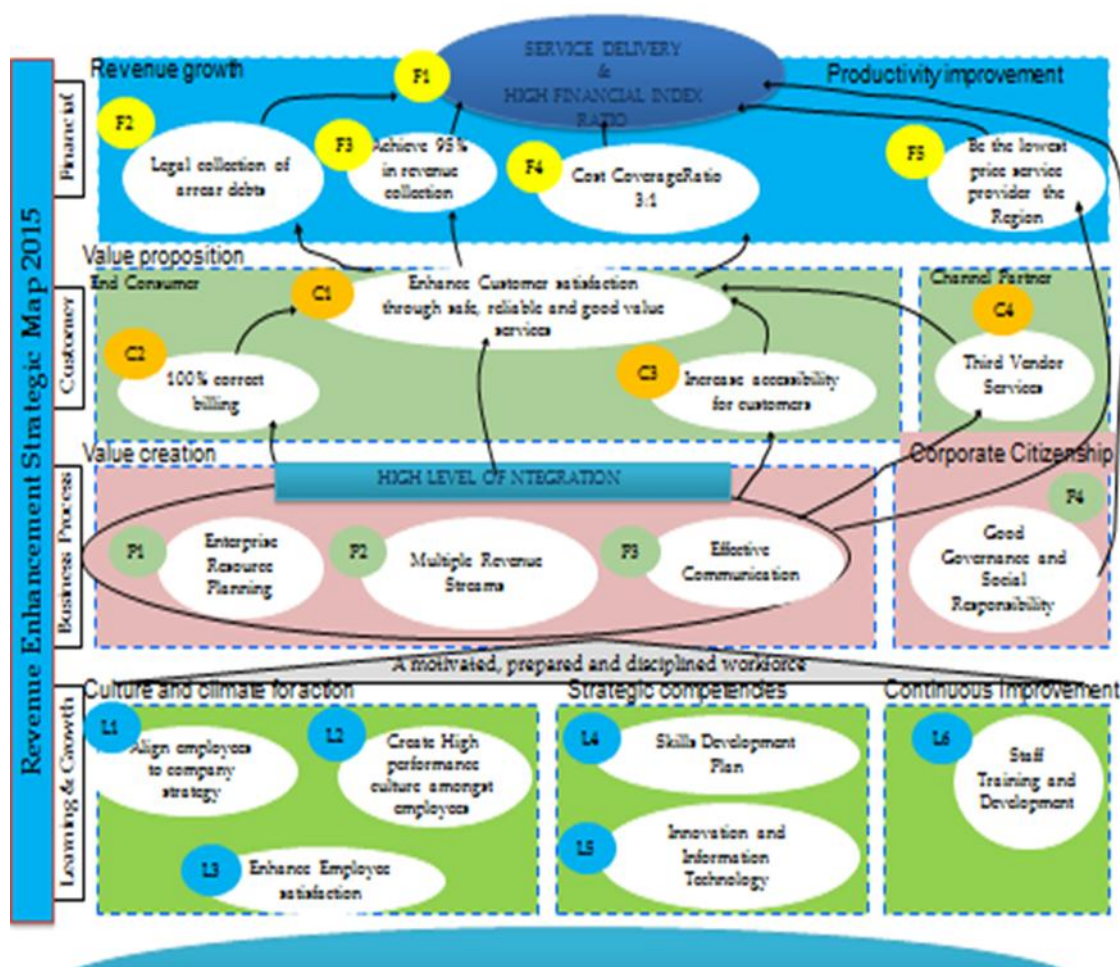 Revenue Enhancement Strategic Map 2015
Financial
Revenue growth
Productivity improvement
F1
SERVICE DELIVERY
&
HIGH FINANCIAL INDEX
RATIO
F2
Legal collection of
arrear debts
F3
Achieve 95%
in revenue
collection
F4
Cost CoverageRatio
3:1
F5
Be the lowest
price service
provider the
Region
Customer
Value proposition
End Consumer
C1
Enhance Customer satisfaction
through safe, reliable and good value
services
C2
100% correct
billing
C3
Increase accessibility
for customers
Channel Partner
C4
Third Vendor
Services
Business Process
Value creation
HIGH LEVEL OF NTEGRATION
P1
Enterprise
Resource
Planning
P2
Multiple Revenue
Streams
P3
Effective
Communication
Corporate Citizenship
P4
Good
Governance and
Social
Responsibility
A motivated, prepared and disciplined workforce
Learning & Growth
Culture and climate foraction
L1
Align employees
to company
strategy
L2
Create High
performance
culture amongst
employees
L3
Enhance Employee
satisfaction
Strategic competencies
L4
Skills Development
Plan
L5
Innovation and
Information
Technology
Continuous Improvement
L6
Staff
Training and
Development